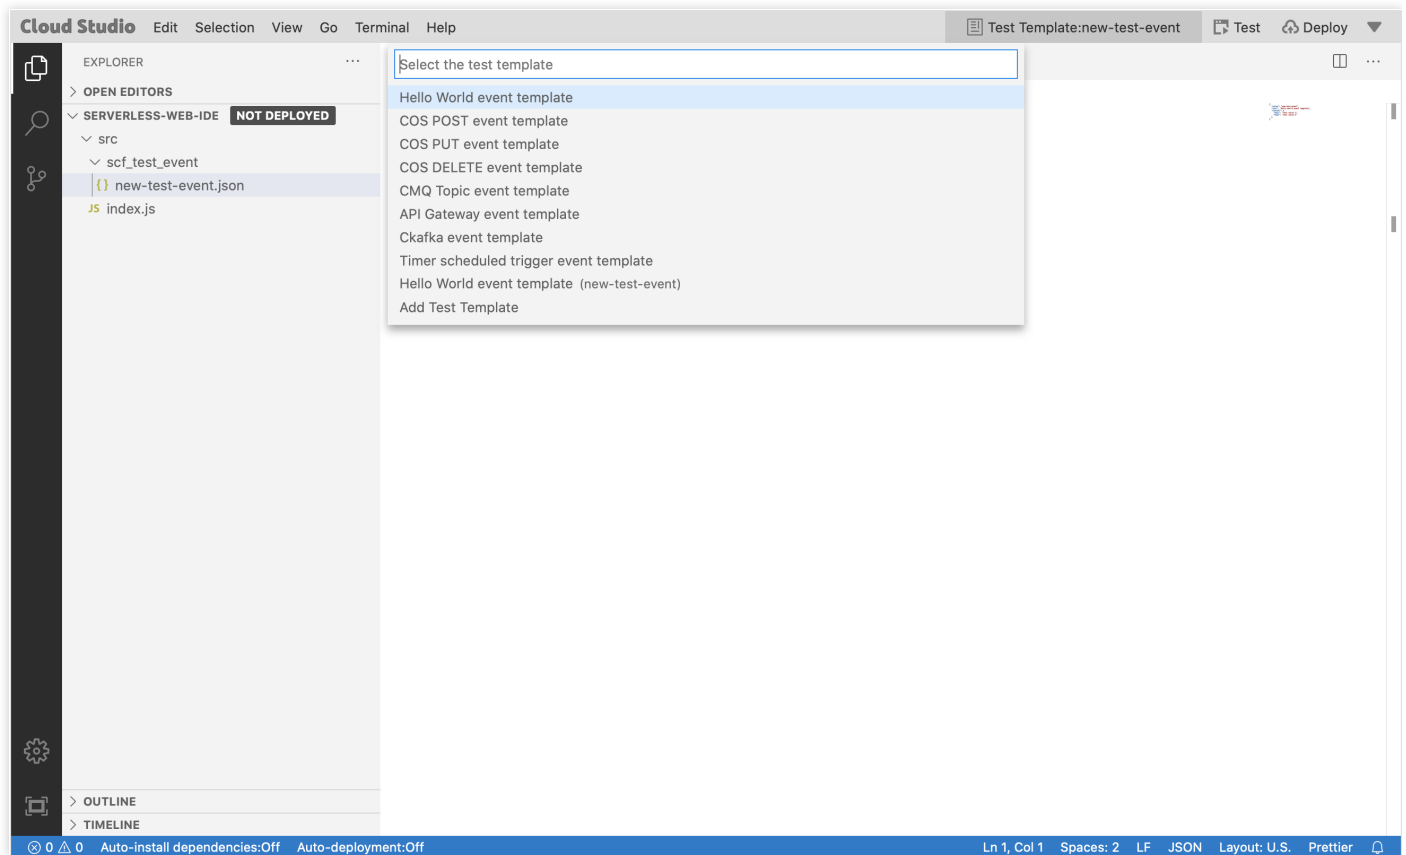 Cloud Studio Edit Selection View Go Terminal Help Test Template:new-test-event Test Deploy
EXPLORER ...
Select the test template
OPEN EDITORS
Hello World event template
SERVERLESS-WEB-IDE NOT DEPLOYED
COS POST event template
src
COS PUT event template
scf_test_event
COS DELETE event template
{} new-test-event.json
CMQ Topic event template
JS index.js
API Gateway event template
Ckafka event template
Timer scheduled trigger event template
Hello World event template (new-test-event)
Add Test Template
OUTLINE
TIMELINE
0 0 Auto-install dependencies:Off Auto-deployment:Off Ln 1, Col 1 Spaces: 2 LF JSON Layout: U.S. Prettier